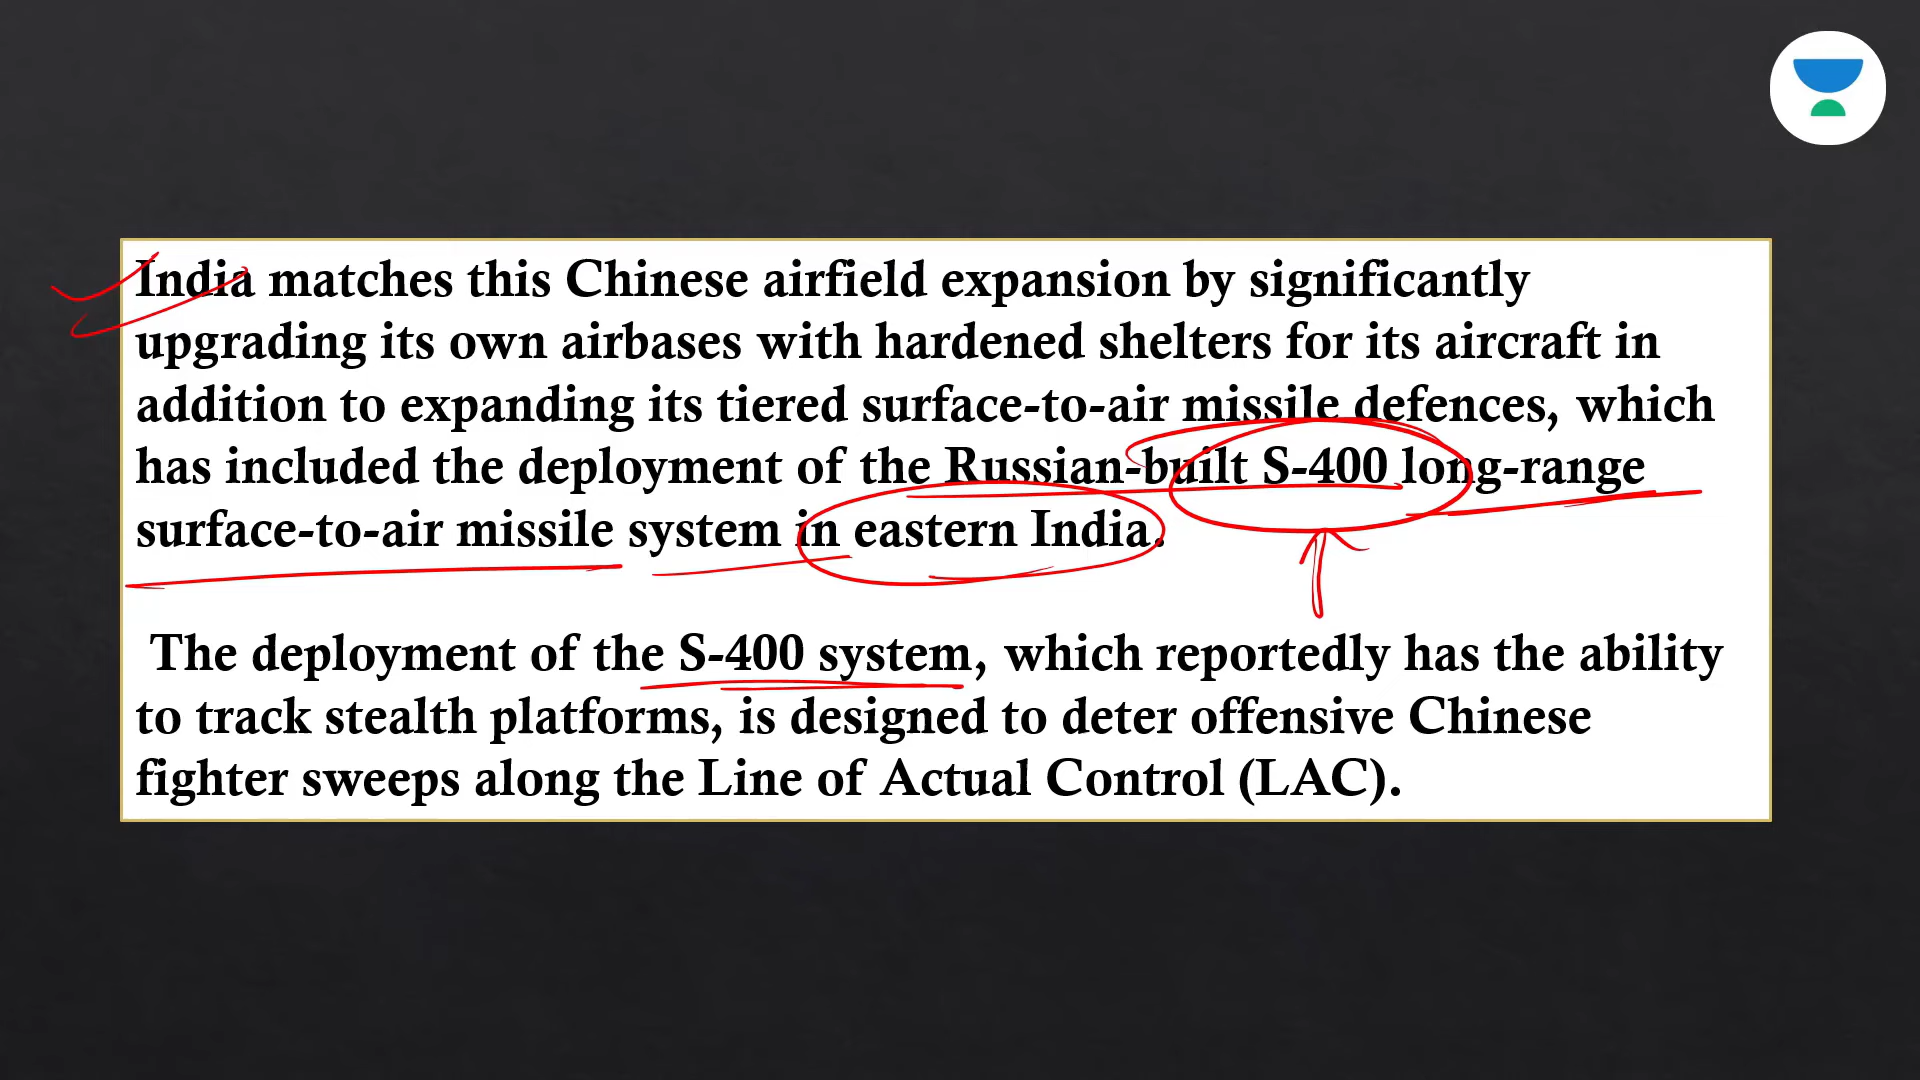 India matches this Chinese airfield expansion by significantly
upgrading its own airbases with hardened shelters for its aircraft in
addition to expanding its tiered surface-to-air missile defences, which
has included the deployment of the Russian-built S-400 long-range
surface-to-air missile system in eastern India.
The deployment of the S-400 system, which reportedly has the ability
to track stealth platforms, is designed to deter offensive Chinese
fighter sweeps along the Line of Actual Control (LAC).